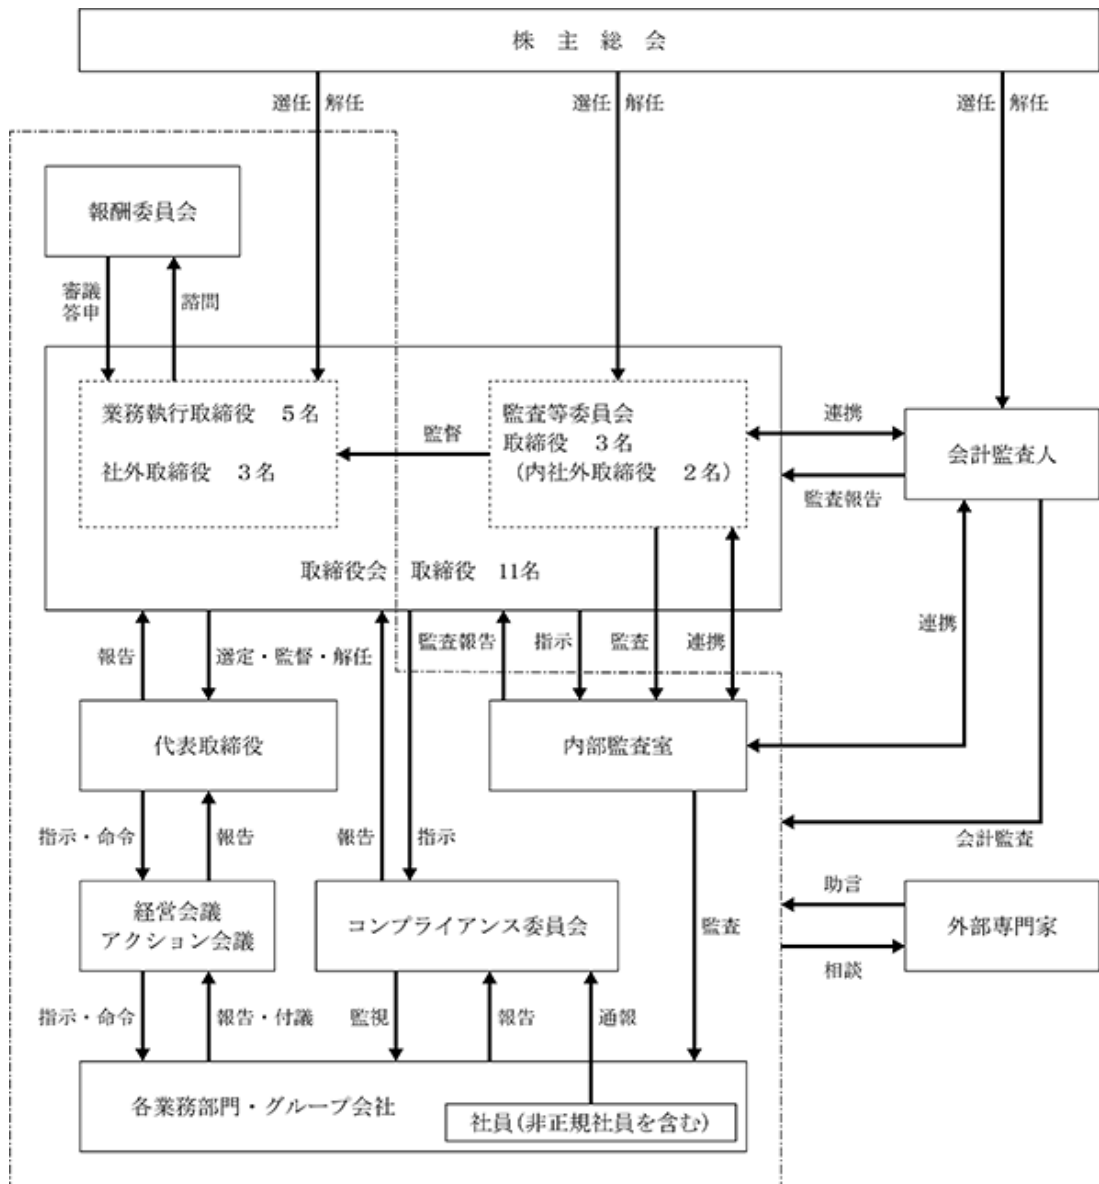 株 主 総 会
選任 解任
選任 解任
選任 解任
報酬委員会
審議
答申
諮問
業務執行取締役 5名
社外取締役 3名
監督
監査等委員会
取締役 3名
(内社外取締役 2名)
連携
監査報告
会計監査人
取締役会 取締役 11名
報告
選定・監督・解任
監査報告
指示
監査
連携
連携
代表取締役
内部監査室
指示・命令
報告
報告
指示
会計監査
経営会議
アクション会議
コンプライアンス委員会
監査
助言
外部専門家
相談
指示・命令
報告・付議
監視
報告
通報
各業務部門・グループ会社
社員(非正規社員を含む)